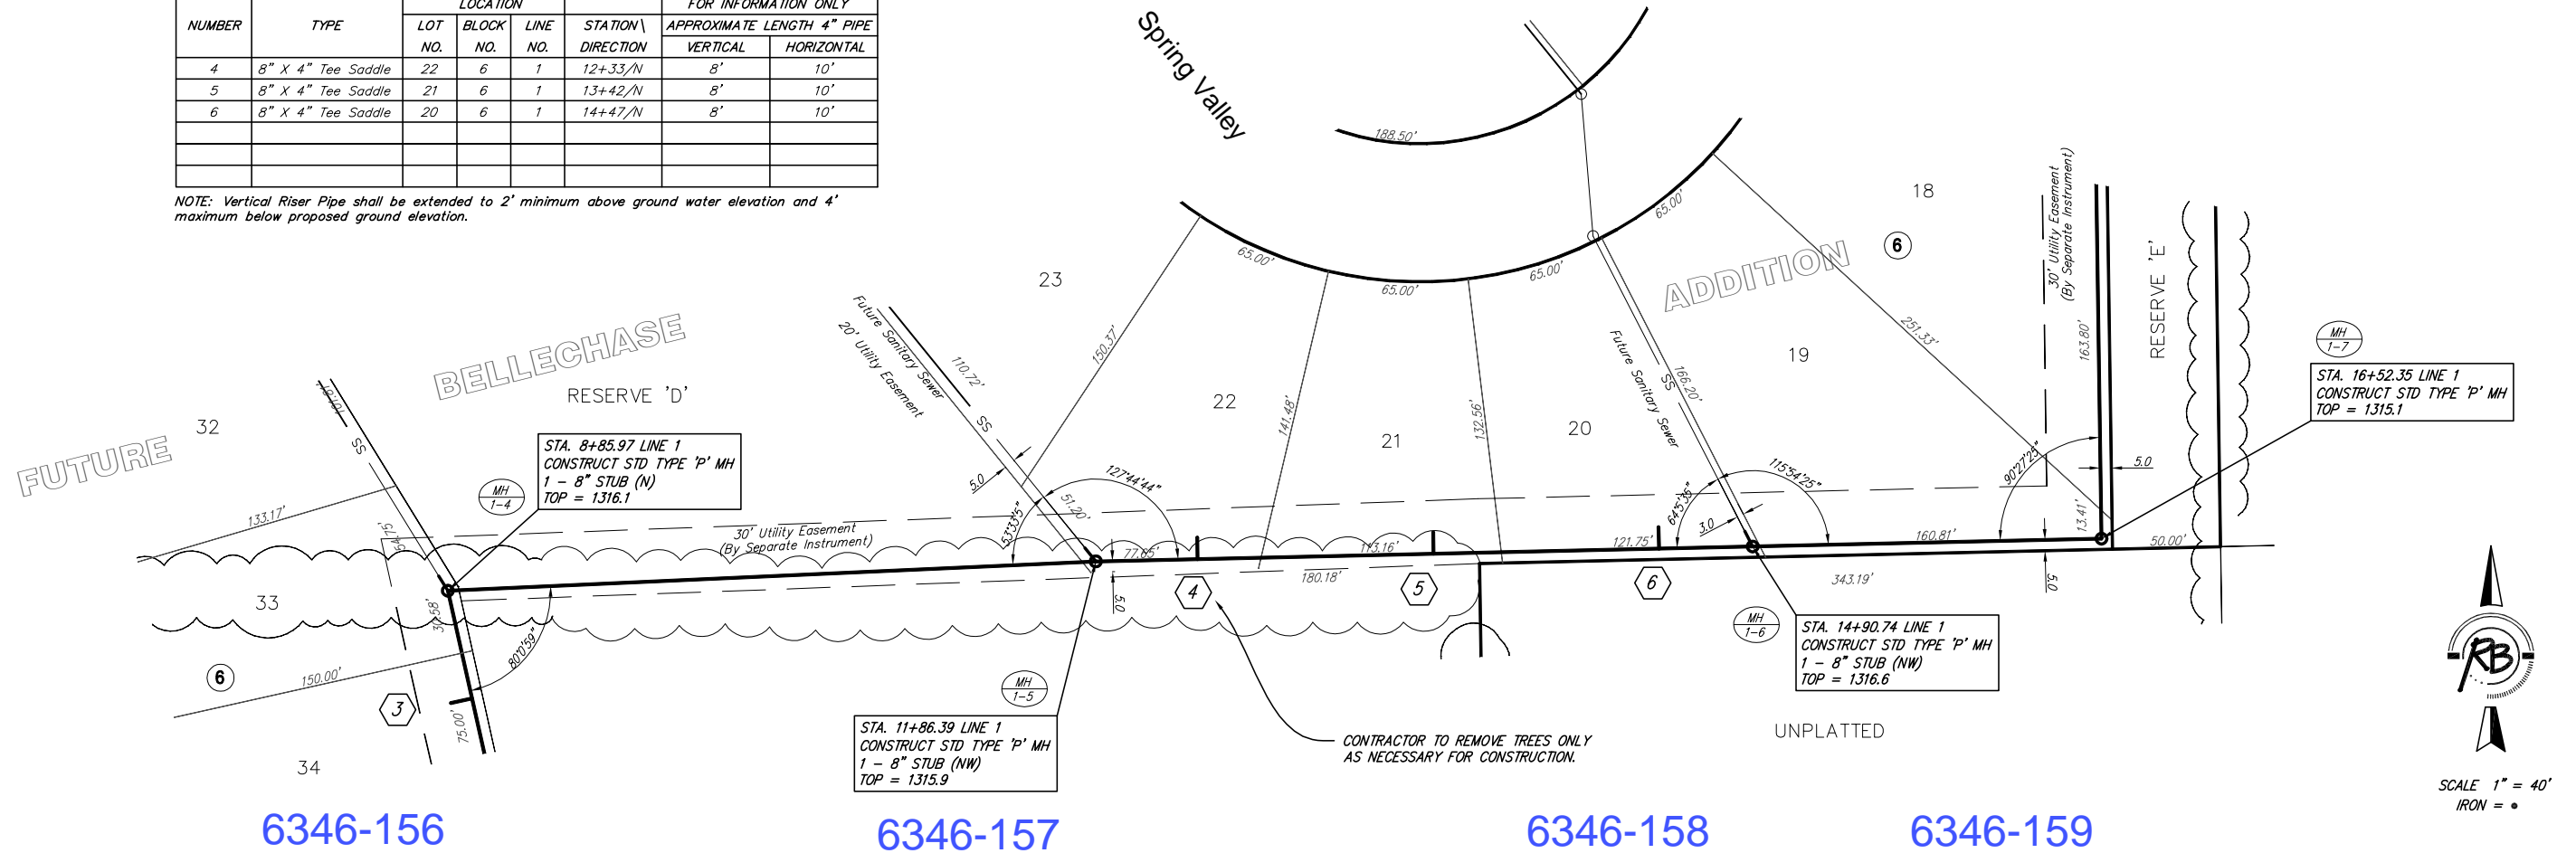 LOCATION
FOR INFORMATION ONLY
NUMBER TYPE LOT NO. BLOCK NO. LINE NO. STATION\ DIRECTION APPROXIMATE LENGTH 4" PIPE
VERTICAL HORIZONTAL
4 8" X 4" Tee Saddle 22 6 1 12+33/N 8' 10'
5 8" X 4" Tee Saddle 21 6 1 13+42/N 8' 10'
6 8" X 4" Tee Saddle 20 6 1 14+47/N 8' 10'
NOTE: Vertical Riser Pipe shall be extended to 2' minimum above ground water elevation and 4'
maximum below proposed ground elevation.
Spring Valley
188.50'
65.00'
65.00'
65.00'
65.00'
18
6
ADDITION
30' Utility Easement
(By Separate Instrument)
RESERVE 'E'
163.80'
251.33'
19
Future Sanitary Sewer
SS
166.20'
20
132.56'
21
141.48'
22
150.37'
23
Future Sanitary Sewer
20' Utility Easement
110.72'
SS
5.0
51.20'
127°44'44"
53°33'5"
BELLECHASE
RESERVE 'D'
FUTURE
32
SS
133.17'
54.75'
MH
1-4
STA. 8+85.97 LINE 1
CONSTRUCT STD TYPE 'P' MH
1 - 8" STUB (N)
TOP = 1316.1
30' Utility Easement
(By Separate Instrument)
77.65'
113.16'
121.75'
64°5'35"
115°54'25"
3.0
160.81'
90°27'25"
13.41'
5.0
50.00'
MH
1-7
STA. 16+52.35 LINE 1
CONSTRUCT STD TYPE 'P' MH
TOP = 1315.1
180.18'
343.19'
5.0
5.0
4
5
6
33
30.58'
80°0'59"
6
150.00'
3
75.00'
34
MH
1-5
STA. 11+86.39 LINE 1
CONSTRUCT STD TYPE 'P' MH
1 - 8" STUB (NW)
TOP = 1315.9
CONTRACTOR TO REMOVE TREES ONLY
AS NECESSARY FOR CONSTRUCTION.
MH
1-6
STA. 14+90.74 LINE 1
CONSTRUCT STD TYPE 'P' MH
1 - 8" STUB (NW)
TOP = 1316.6
UNPLATTED
RB
SCALE 1" = 40'
IRON =
6346-156
6346-157
6346-158
6346-159